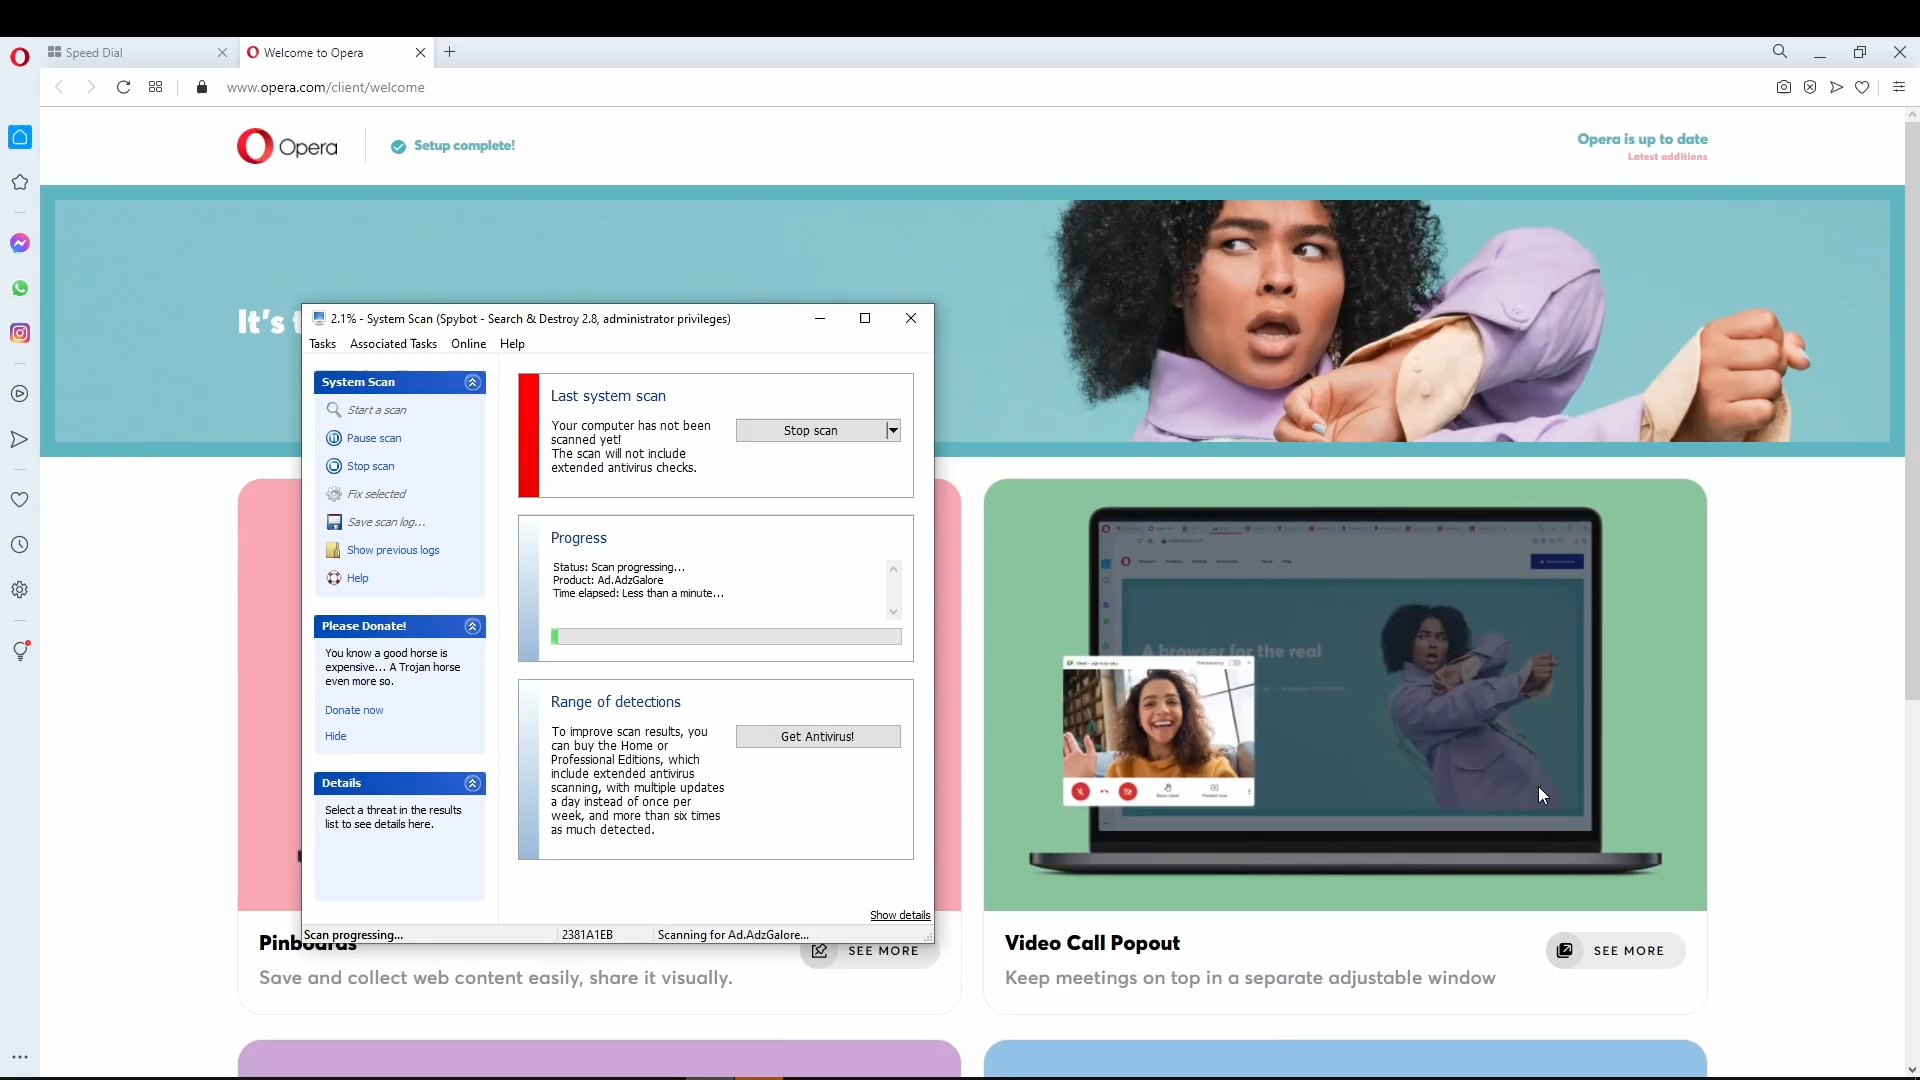 Speed Dial
Welcome to Opera
www.opera.com/client/welcome
Opera
Setup complete!
Opera is up to date
Latest additions
It's t
2.1% - System Scan (Spybot - Search & Destroy 2.8, administrator privileges)
Tasks Associated Tasks Online Help
System Scan
Start a scan
Pause scan
Stop scan
Fix selected
Save scan log...
Show previous logs
Help
Please Donate!
You know a good horse is
expensive... A Trojan horse
even more so.
Donate now
Hide
Details
Select a threat in the results
list to see details here.
Last system scan
Your computer has not been
scanned yet!
The scan will not include
extended antivirus checks.
Stop scan
Progress
Status: Scan progressing...
Product: Ad.AdzGalore
Time elapsed: Less than a minute...
Range of detections
To improve scan results, you
can buy the Home or
Professional Editions, which
include extended antivirus
scanning, with multiple updates
a day instead of once per
week, and more than six times
as much detected.
Get Antivirus!
Show details
Scan progressing...
2381A1EB
Scanning for Ad.AdzGalore...
A browser for the real
Pinboards
SEE MORE
Save and collect web content easily, share it visually.
Video Call Popout
SEE MORE
Keep meetings on top in a separate adjustable window